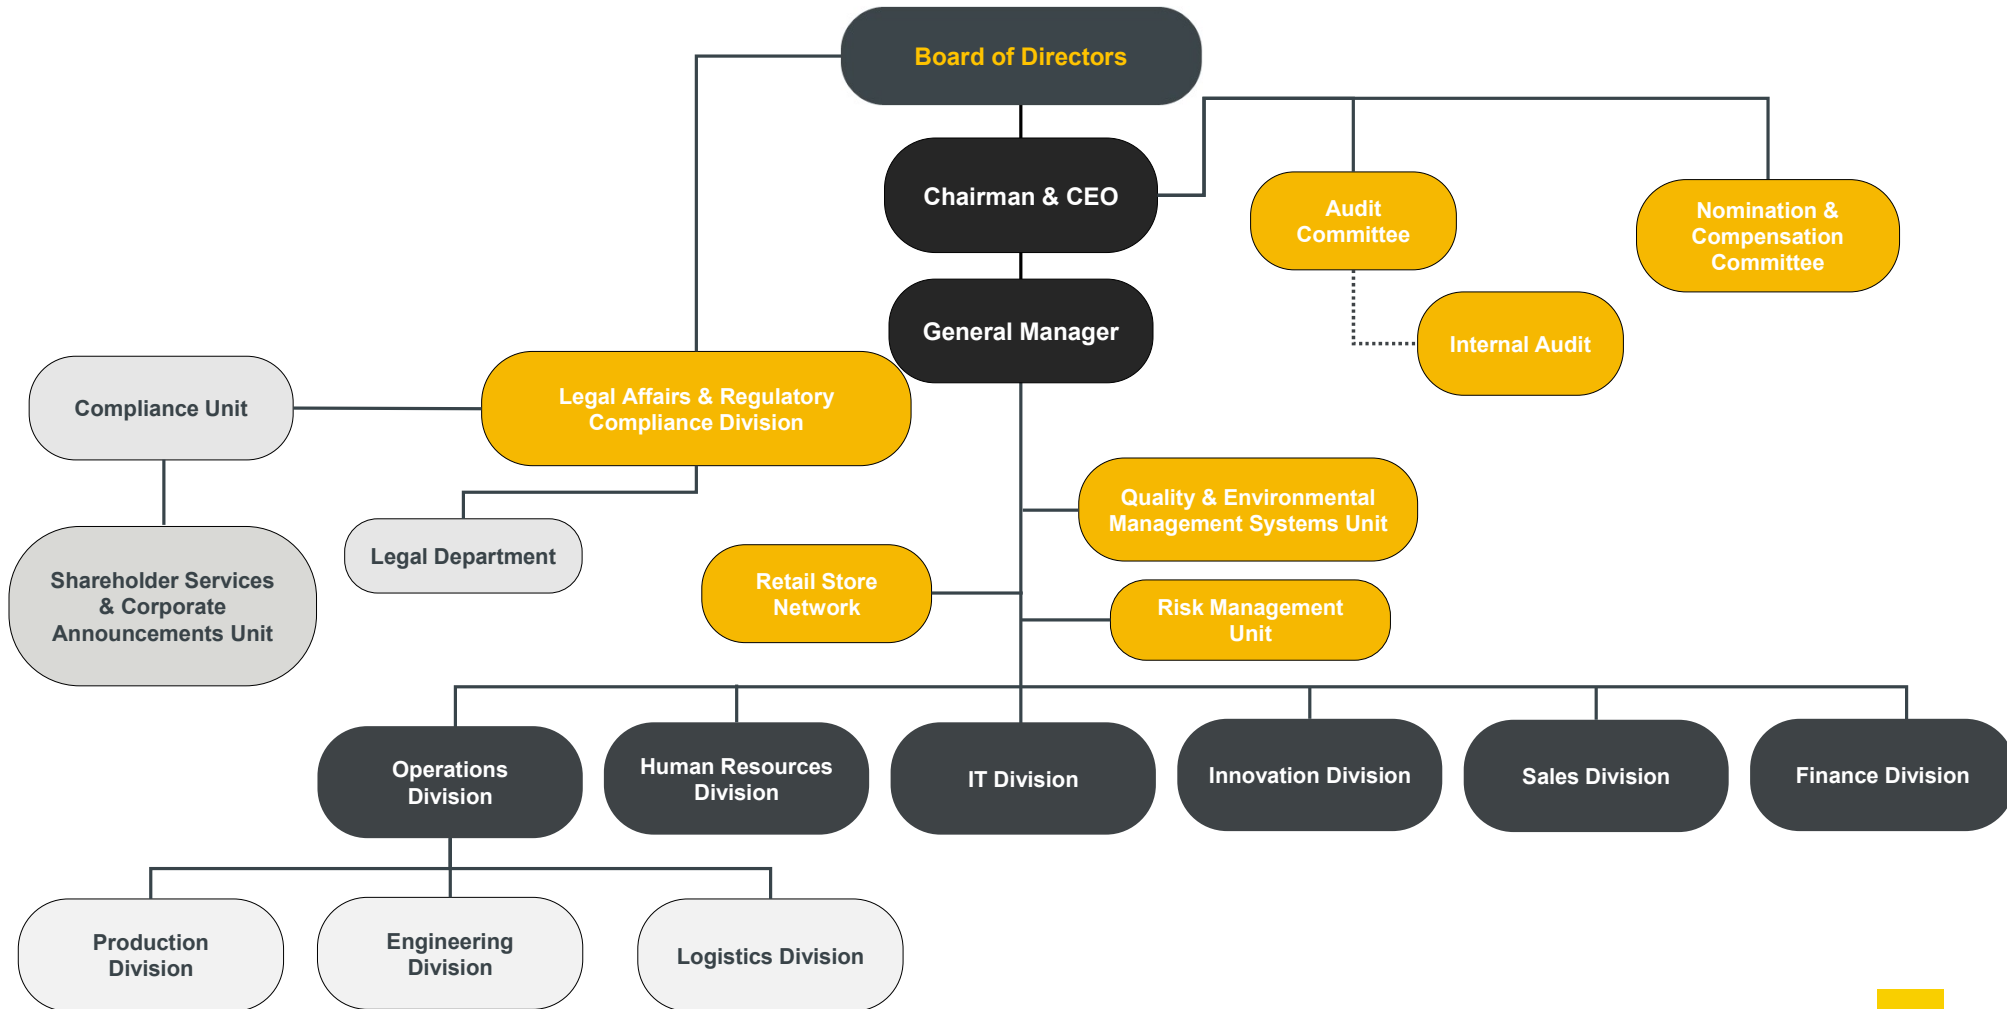 Board of Directors
Chairman & CEO
Audit
Committee
Nomination &
Compensation
Committee
General Manager
Internal Audit
Compliance Unit
Legal Affairs & Regulatory
Compliance Division
Quality & Environmental
Management Systems Unit
Legal Department
Shareholder Services
& Corporate
Announcements Unit
Retail Store
Network
Risk Management
Unit
Operations
Division
Human Resources
Division
IT Division
Innovation Division
Sales Division
Finance Division
Production
Division
Engineering
Division
Logistics Division